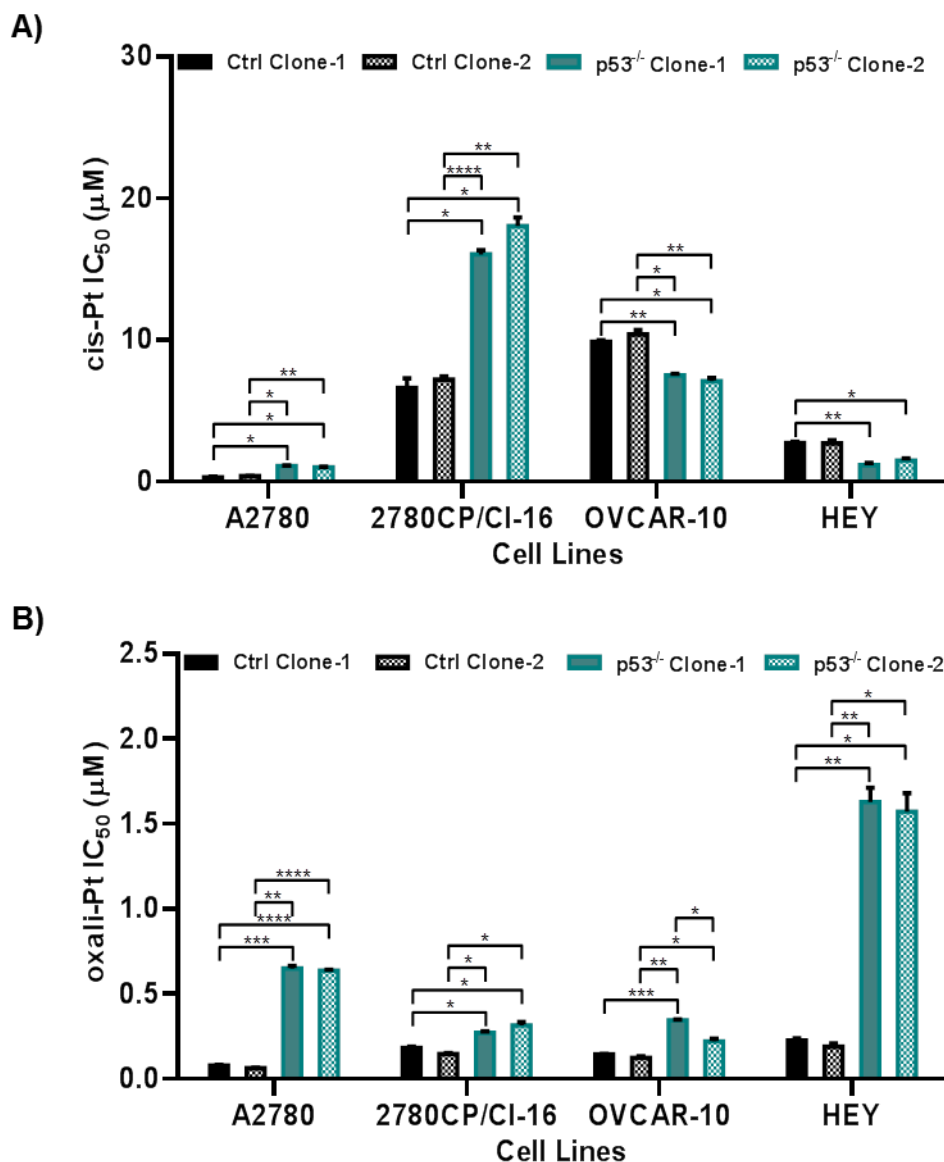 A)
Ctrl Clone-1 Ctrl Clone-2 p53-/- Clone-1 p53-/- Clone-2
30
20
10
0
cis-Pt IC50 (μM)
** **** * *
** * * **
** * * *
* **
A2780 2780CP/CI-16 OVCAR-10 HEY
Cell Lines
B)
Ctrl Clone-1 Ctrl Clone-2 p53-/- Clone-1 p53-/- Clone-2
2.5
2.0
1.5
1.0
0.5
0.0
oxali-Pt IC50 (μM)
**** ** **** ***
* * * *
* * ** ***
* ** * **
A2780 2780CP/CI-16 OVCAR-10 HEY
Cell Lines